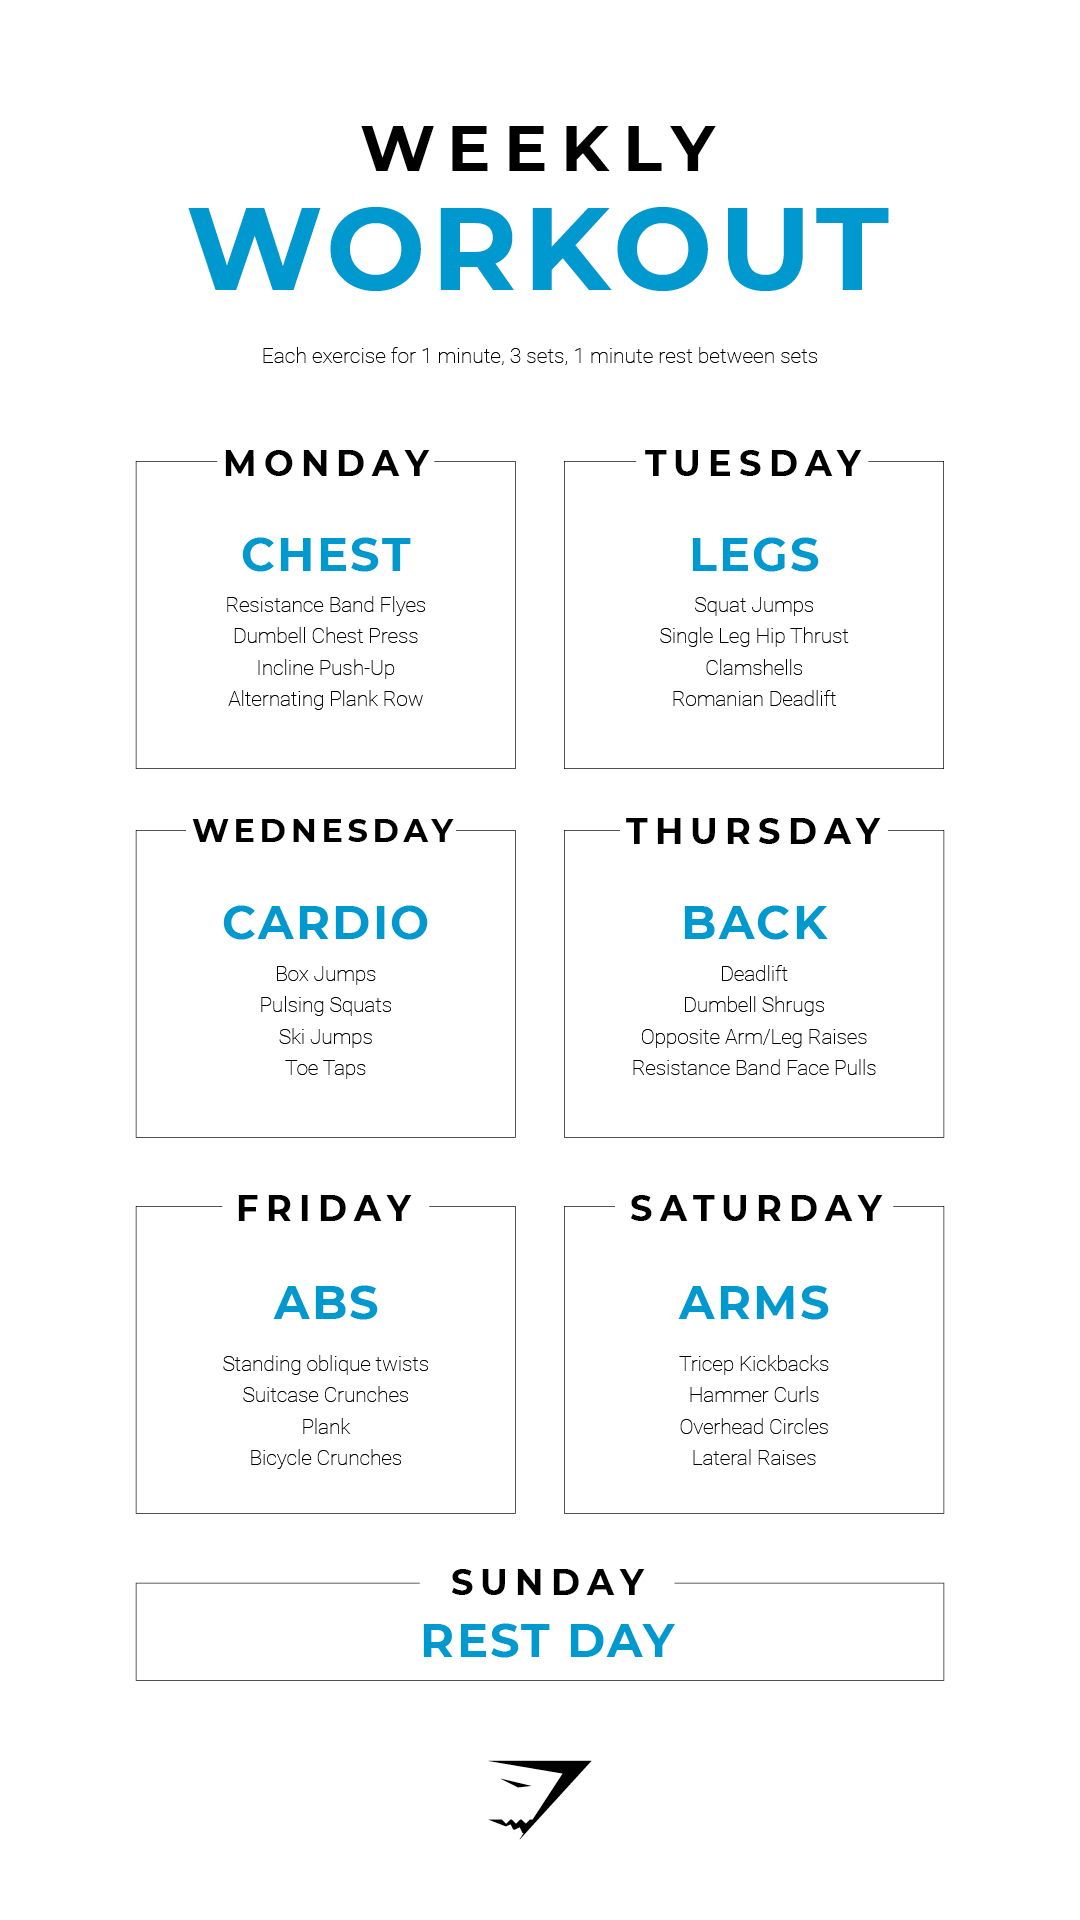 WEEKLY
WORKOUT
Each exercise for 1 minute, 3 sets, 1 minute rest between sets
MONDAY
CHEST
Resistance Band Flyes
Dumbell Chest Press
Incline Push-Up
Alternating Plank Row
TUESDAY
LEGS
Squat Jumps
Single Leg Hip Thrust
Clamshells
Romanian Deadlift
WEDNESDAY
CARDIO
Box Jumps
Pulsing Squats
Ski Jumps
Toe Taps
THURSDAY
BACK
Deadlift
Dumbell Shrugs
Opposite Arm/Leg Raises
Resistance Band Face Pulls
FRIDAY
ABS
Standing oblique twists
Suitcase Crunches
Plank
Bicycle Crunches
SATURDAY
ARMS
Tricep Kickbacks
Hammer Curls
Overhead Circles
Lateral Raises
SUNDAY
REST DAY